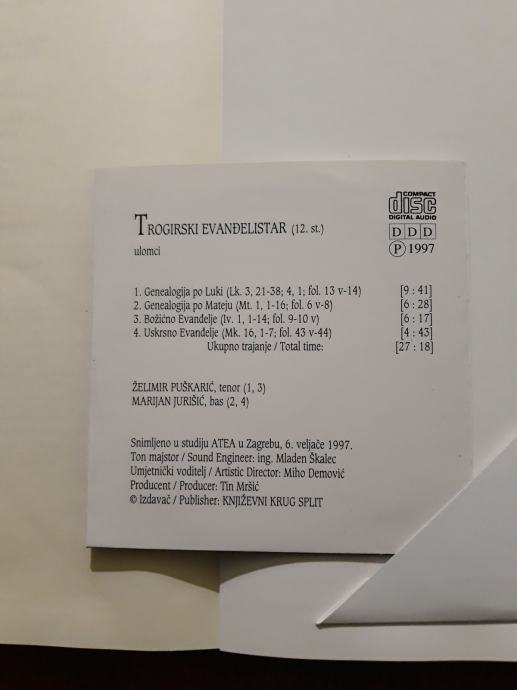 COMPACT
disc
DIGITAL AUDIO
D D D
P 1997
TROGIRSKI EVANĐELISTAR (12. st.)
ulomci
1. Genealogija po Luki (Lk. 3, 21-38; 4, 1; fol. 13 v-14) [9 : 41]
2. Genealogija po Mateju (Mt. 1, 1-16; fol. 6 v-8) [6 : 28]
3. Božićno Evanđelje (Iv. 1, 1-14; fol. 9-10 v) [6 : 17]
4. Uskrsno Evanđelje (Mk. 16, 1-7; fol. 43 v-44) [4 : 43]
Ukupno trajanje / Total time: [27 : 18]
ŽELIMIR PUŠKARIĆ, tenor (1, 3)
MARIJAN JURIŠIĆ, bas (2, 4)
Snimljeno u studiju ATEA u Zagrebu, 6. veljače 1997.
Ton majstor / Sound Engineer: ing. Mladen Škalec
Umjetnički voditelj / Artistic Director: Miho Demović
Producent / Producer: Tin Mršić
© Izdavač / Publisher: KNJIŽEVNI KRUG SPLIT